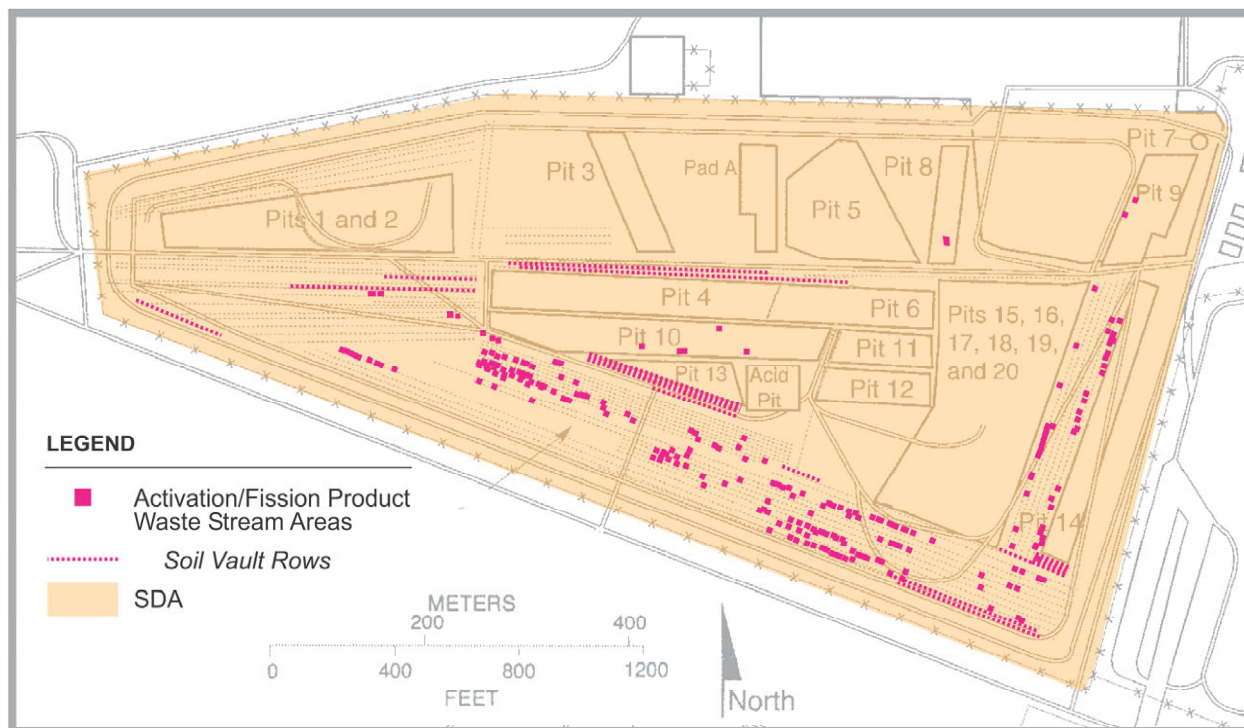 Pit 7
Pit 3
Pad A
Pit 8
Pit 9
Pit 5
Pits 1 and 2
Pit 4
Pit 6
Pits 15, 16,
17, 18, 19,
and 20
Pit 10
Pit 11
Pit 13
Acid
Pit
Pit 12
Pit 14
LEGEND
Activation/Fission Product
Waste Stream Areas
Soil Vault Rows
SDA
METERS
200 400
0 400 800 1200
FEET
North